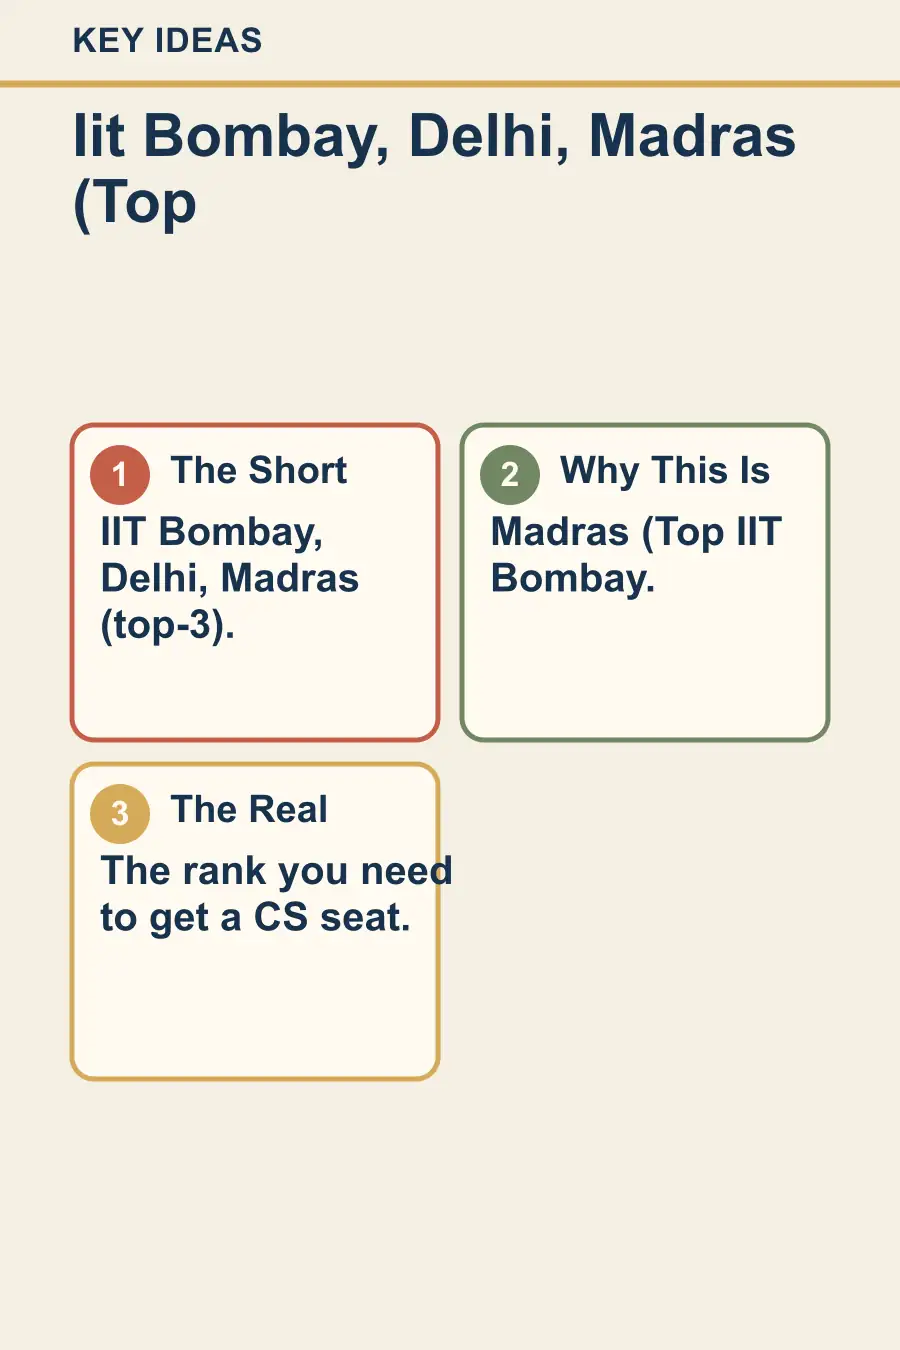 KEY IDEAS
Iit Bombay, Delhi, Madras
(Top
1 The Short
IIT Bombay,
Delhi, Madras
(top-3).
2 Why This Is
Madras (Top IIT
Bombay.
3 The Real
The rank you need
to get a CS seat.